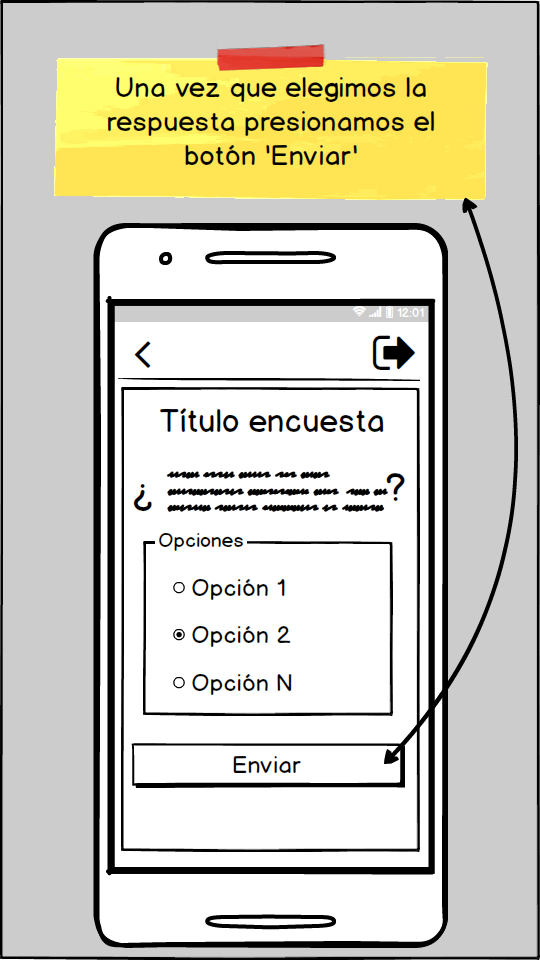 Una vez que elegimos la
respuesta presionamos el
botón 'Enviar'
12:01
Título encuesta
¿ ?
Opciones
Opción 1
Opción 2
Opción N
Enviar